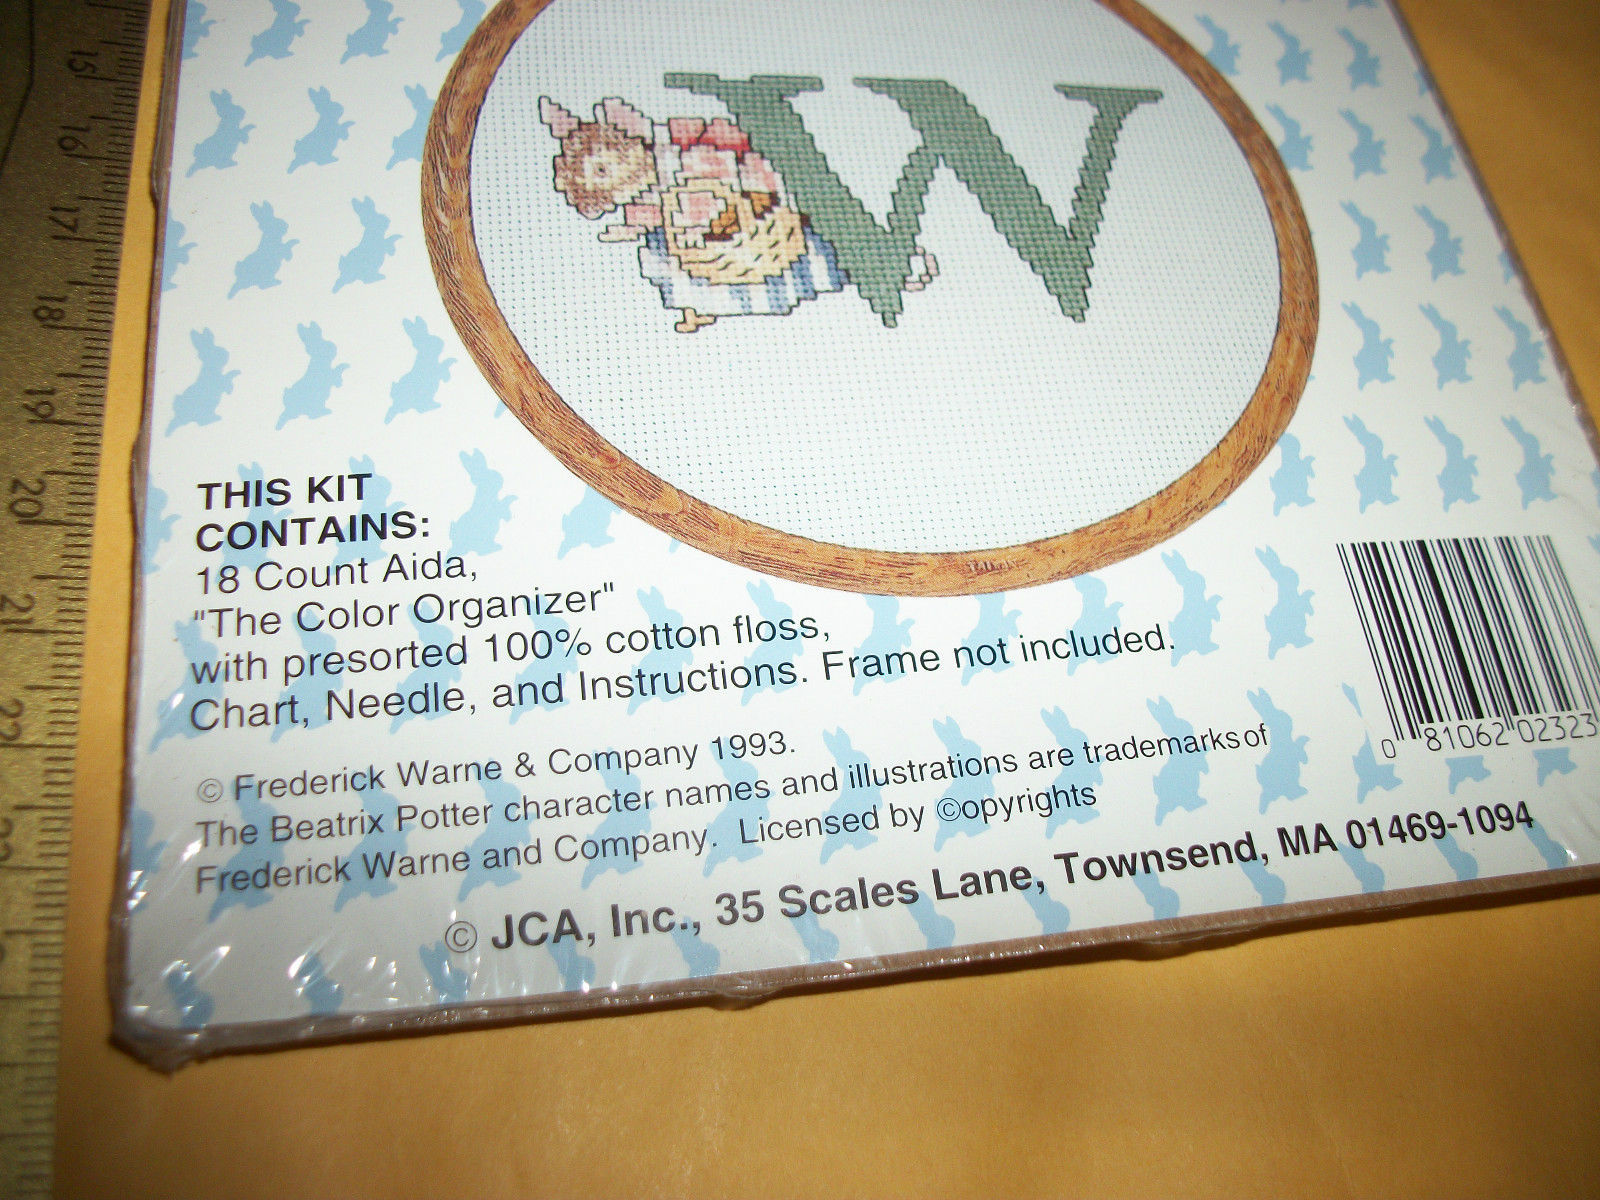 W
THIS KIT
CONTAINS:
18 Count Aida,
"The Color Organizer"
with presorted 100% cotton floss,
Chart, Needle, and Instructions. Frame not included.
© Frederick Warne & Company 1993.
The Beatrix Potter character names and illustrations are trademarks of
Frederick Warne and Company. Licensed by ©opyrights
© JCA, Inc., 35 Scales Lane, Townsend, MA 01469-1094
0 81062 02323
15
16
17
18
19
20
21
22